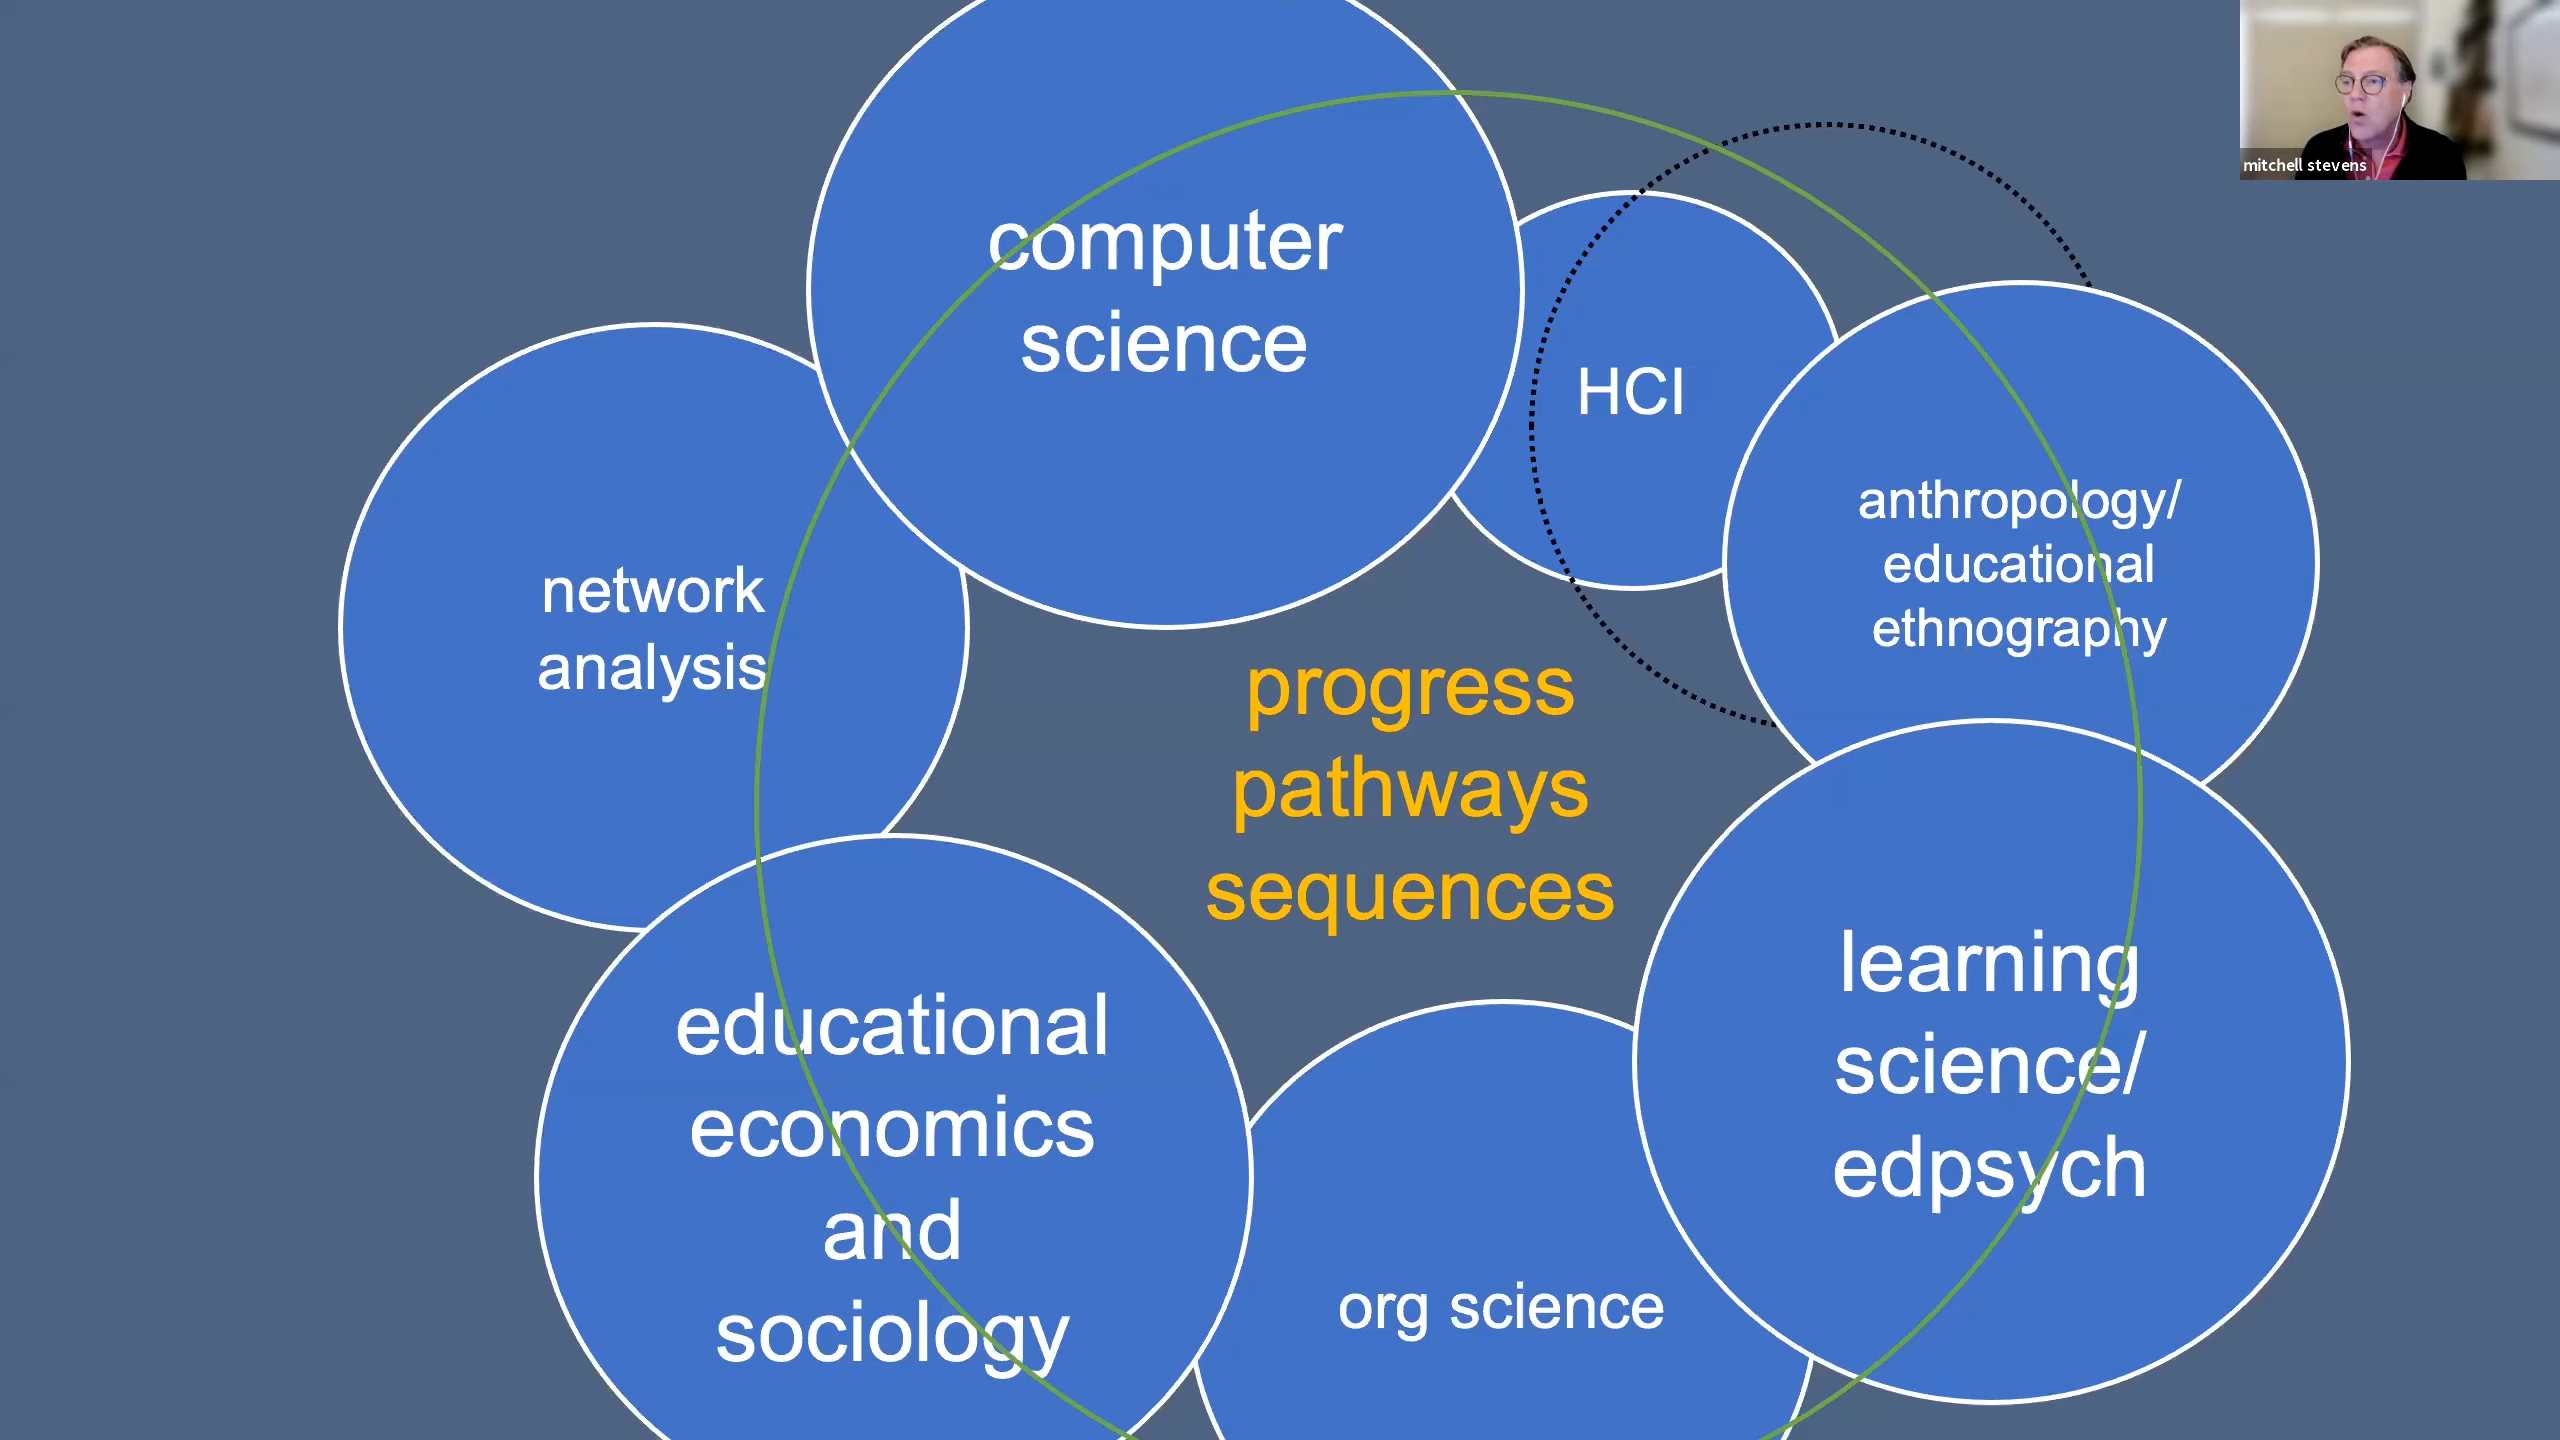 computer
science
mitchell stevens
HCI
anthropology/
educational
ethnography
network
analysis
progress
pathways
sequences
learning
science/
edpsych
educational
economics
and
sociology
org science